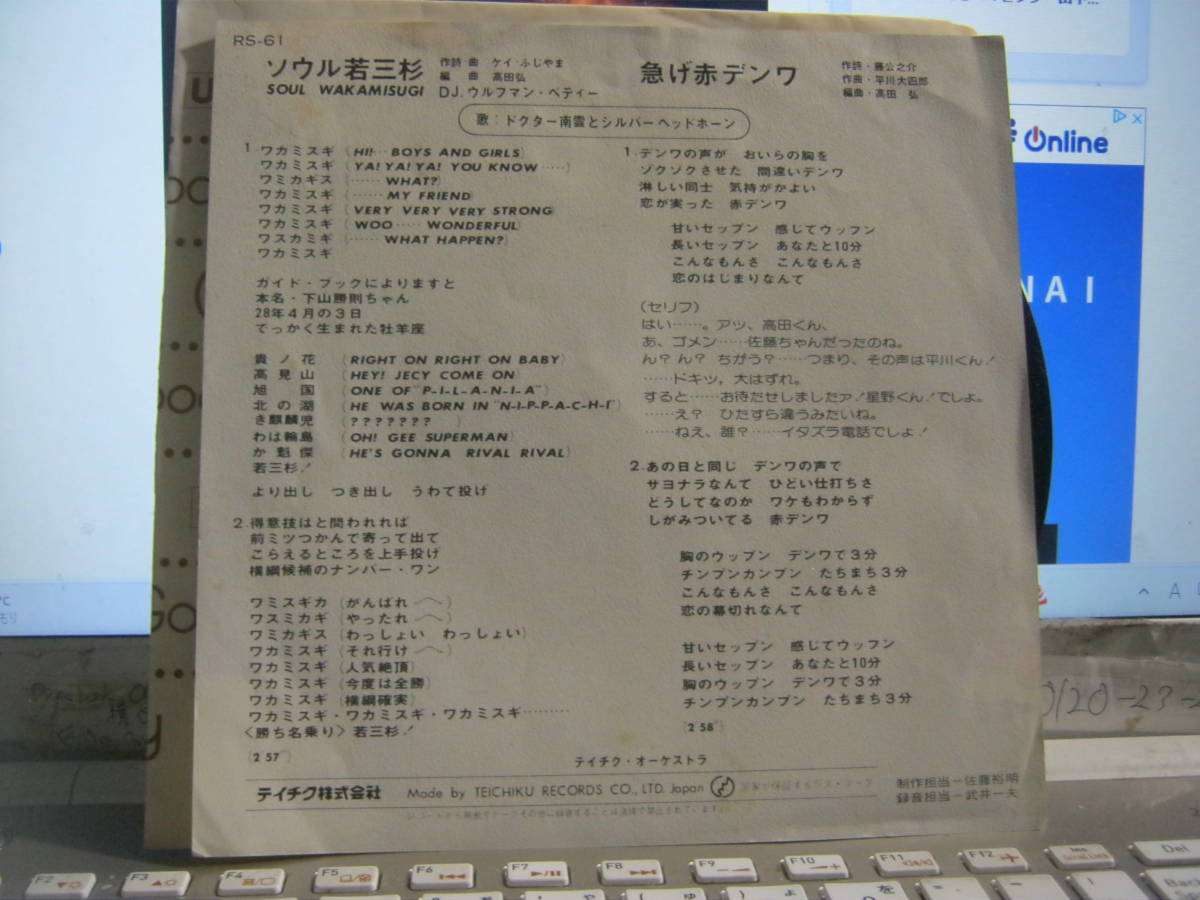 RS-61
ソウル若三杉
SOUL WAKAMISUGI
作詩・曲 ケイ・ふじやま
編 曲 高田弘
DJ. ウルフマン・ベティー
急げ赤デンワ
作詩・藤公之介
作曲・平川大四郎
編曲・高田 弘
歌：ドクター南雲とシルバーヘッドホーン
1 ワカミスギ (HI!… BOYS AND GIRLS)
ワカミスギ (YA! YA! YA! YOU KNOW ……)
ワミカギス (…… WHAT?)
ワカミスギ (…… MY FRIEND)
ワカミスギ (VERY VERY VERY STRONG)
ワカミスギ (WOO …… WONDERFUL)
ワスカミギ (…… WHAT HAPPEN?)
ワカミスギ
ガイド・ブックによりますと
本名・下山勝則ちゃん
28年4月の3日
でっかく生まれた牡羊座
貴ノ花 (RIGHT ON RIGHT ON BABY)
高見山 (HEY! JECY COME ON)
旭国 (ONE OF "P-I-L-A-N-I-A")
北の湖 (HE WAS BORN IN "N-I-P-P-A-C-H-I")
き麒麟児 (??????? )
わは輪島 (OH! GEE SUPERMAN)
か魁傑 (HE'S GONNA RIVAL RIVAL)
若三杉！
より出し つき出し うわて投げ
2. 得意技はと問われれば
前ミツつかんで寄って出て
こらえるところを上手投げ
横綱候補のナンバー・ワン
ワミスギカ (がんばれ〜)
ワスミカギ (やったれ〜)
ワミカギス (わっしょい わっしょい)
ワカミスギ (それ行け〜)
ワカミスギ (人気絶頂)
ワカミスギ (今度は全勝)
ワカミスギ (横綱確実)
ワカミスギ・ワカミスギ・ワカミスギ………
〈勝ち名乗り〉若三杉！
(2'57")
1. デンワの声が おいらの胸を
ゾクゾクさせた 間違いデンワ
淋しい同士 気持がかよい
恋が実った 赤デンワ
甘いセップン 感じてウッフン
長いセップン あなたと10分
こんなもんさ こんなもんさ
恋のはじまりなんて
(セリフ)
はい……。アッ、高田くん、
あ、ゴメン……佐藤ちゃんだったのね。
ん？ん？ ちがう？……つまり、その声は平川くん！
……ドキッ，大はずれ。
すると……お待たせしましたァ！星野くん！でしょ。
……え？ ひたすら違うみたいね。
……ねえ、誰？……イタズラ電話でしょ！
2. あの日と同じ デンワの声で
サヨナラなんて ひどい仕打ちさ
どうしてなのか ワケもわからず
しがみついてる 赤デンワ
胸のウップン デンワで3分
チンプンカンプン たちまち3分
こんなもんさ こんなもんさ
恋の幕切れなんて
甘いセップン 感じてウッフン
長いセップン あなたと10分
胸のウップン デンワで3分
チンプンカンプン たちまち3分
(2'58")
テイチク・オーケストラ
テイチク株式会社 Made by TEICHIKU RECORDS CO., LTD. Japan
制作担当―佐藤裕明
録音担当―武井一夫
Online
NAI
0120-23-
F2
F3
F4
F5
F6
F7
F8
F9
F10
F11
F12
Del
Back